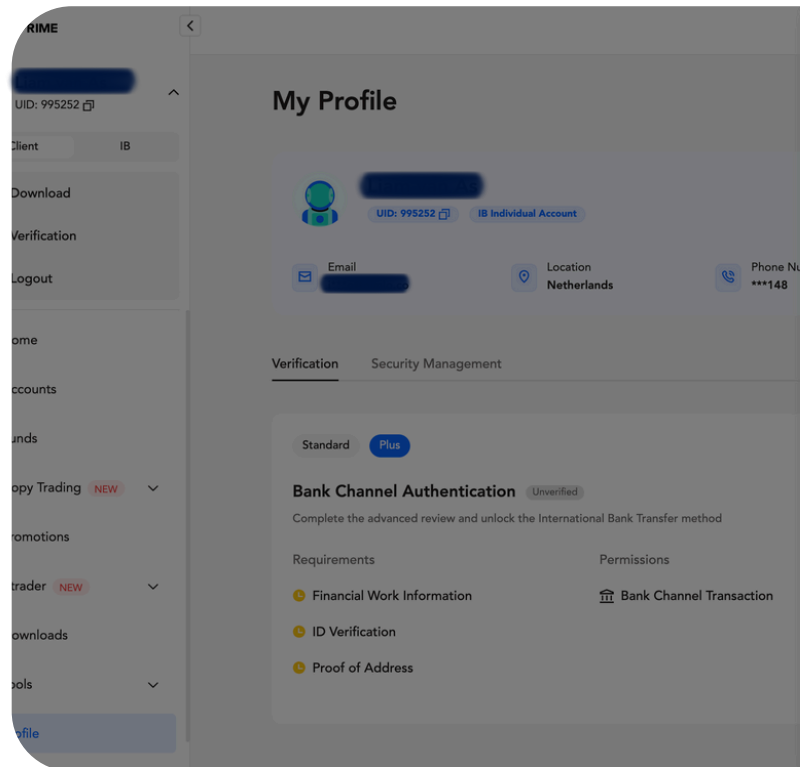 RIME
UID: 995252
Client
IB
Download
Verification
Logout
ome
ccounts
unds
opy Trading NEW
romotions
trader NEW
ownloads
ools
ofile
My Profile
UID: 995252 IB Individual Account
Email
Location
Netherlands
Phone Nu
***148
Verification Security Management
Standard Plus
Bank Channel Authentication Unverified
Complete the advanced review and unlock the International Bank Transfer method
Requirements
Financial Work Information
ID Verification
Proof of Address
Permissions
Bank Channel Transaction